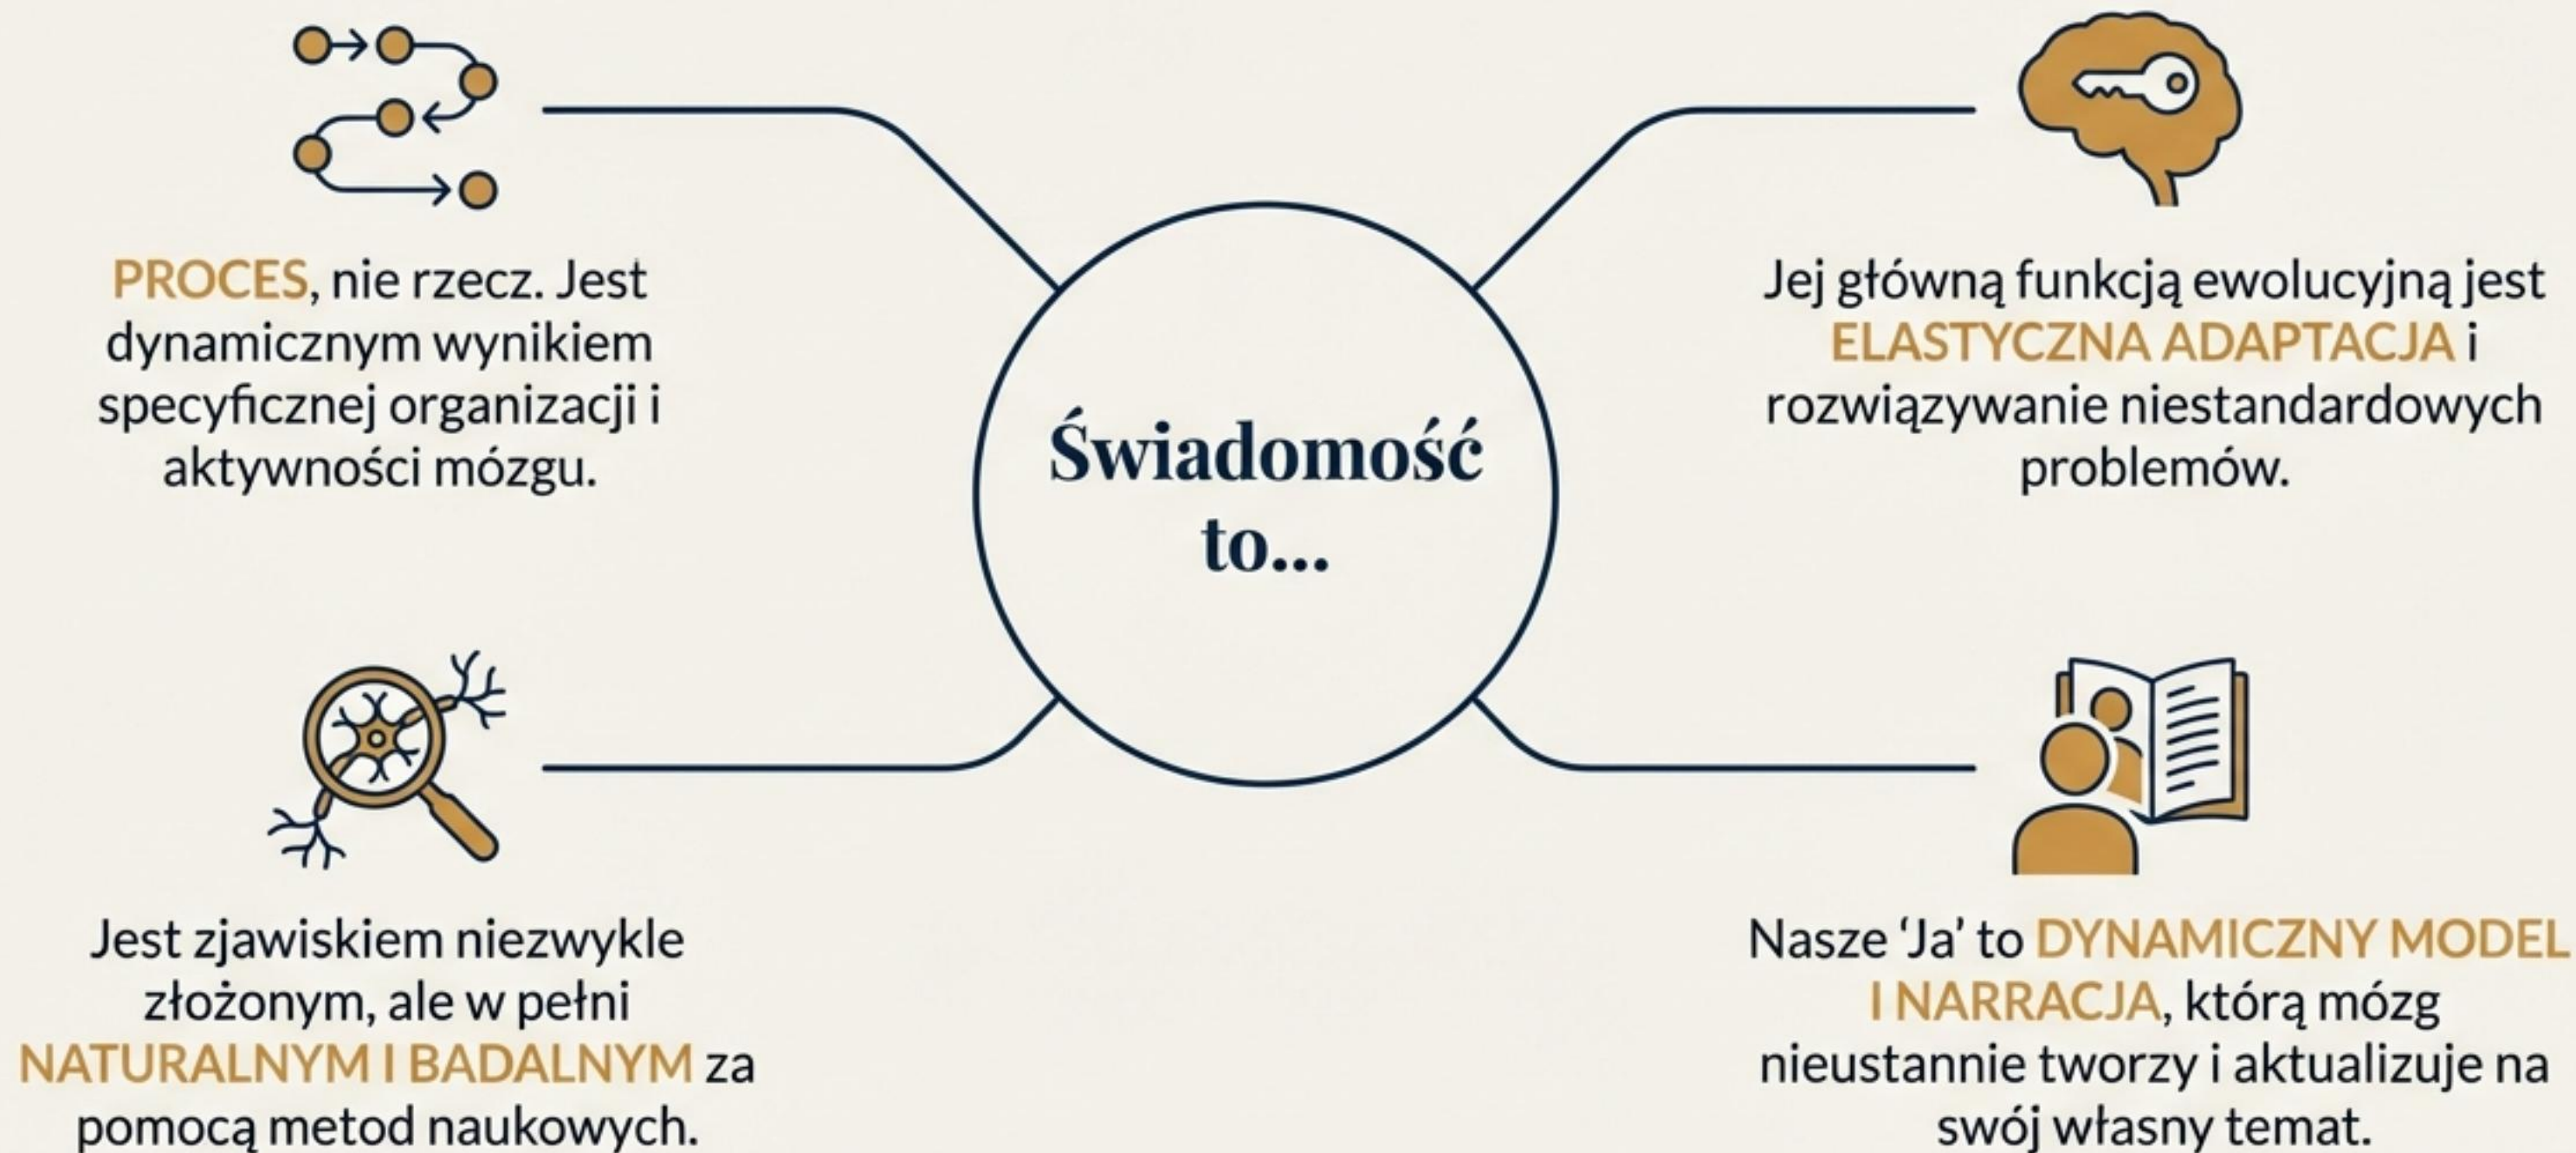 PROCES, nie rzecz. Jest
dynamicznym wynikiem
specyficznej organizacji i
aktywności mózgu.
Jej główną funkcją ewolucyjną jest
ELASTYCZNA ADAPTACJA i
rozwiązywanie niestandardowych
problemów.
Świadomość
to...
Jest zjawiskiem niezwykle
złożonym, ale w pełni
NATURALNYM I BADALNYM za
pomocą metod naukowych.
Nasze ‘Ja’ to DYNAMICZNY MODEL
I NARRACJA, którą mózg
nieustannie tworzy i aktualizuje na
swój własny temat.